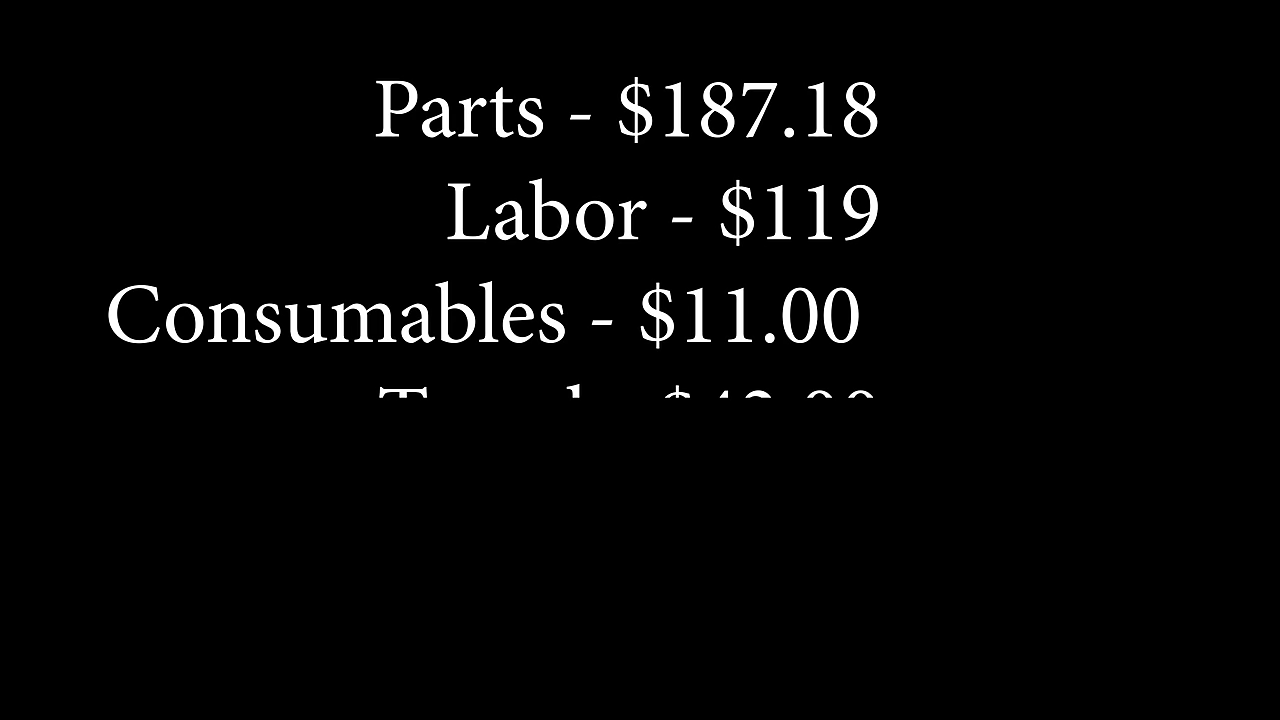 Parts - $187.18
Labor - $119
Consumables - $11.00